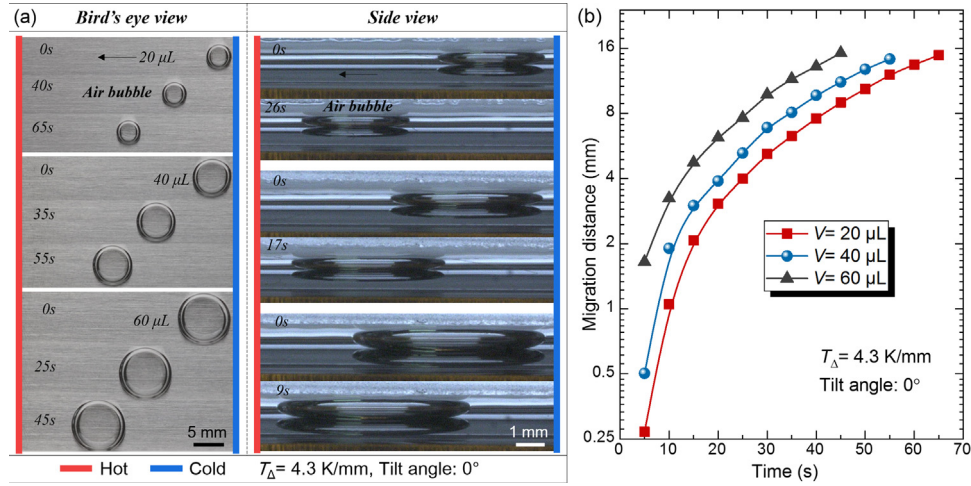 (a)
Bird's eye view
Side view
0s
20 μL
40s
Air bubble
65s
0s
40 μL
35s
55s
0s
60 μL
25s
45s
5 mm
0s
26s
Air bubble
0s
17s
0s
9s
1 mm
Hot
Cold
TΔ= 4.3 K/mm, Tilt angle: 0°
(b)
Migration distance (mm)
16
8
4
2
1
0.5
0.25
V= 20 μL
V= 40 μL
V= 60 μL
TΔ= 4.3 K/mm
Tilt angle: 0°
0 10 20 30 40 50 60 70
Time (s)